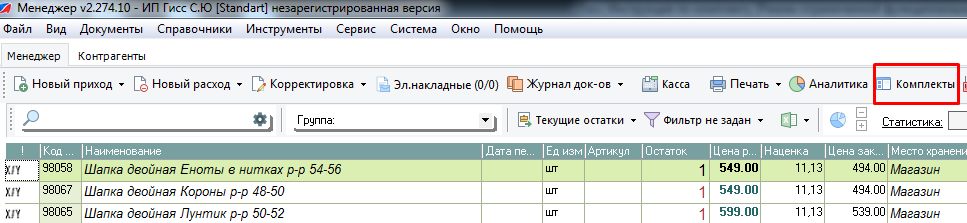 Менеджер v2.274.10 - ИП Гисс С.Ю [Standart] незарегистрированная версия
Файл Вид Документы Справочники Инструменты Сервис Система Окно Помощь
Менеджер Контрагенты
Новый приход Новый расход Корректировка Эл.накладные (0/0) Журнал док-ов Касса Печать Аналитика Комплекты
Группа: Текущие остатки Фильтр не задан Статистика:
! Код ... Наименование Дата пе... Ед изм Артикул Остаток Цена р... Наценка Цена зак... Место хранени
98058 Шапка двойная Еноты в нитках р-р 54-56 шт 1 549.00 11,13 494.00 Магазин
98067 Шапка двойная Короны р-р 48-50 шт 1 549.00 11,13 494.00 Магазин
98065 Шапка двойная Лунтик р-р 50-52 шт 1 599.00 11,13 539.00 Магазин